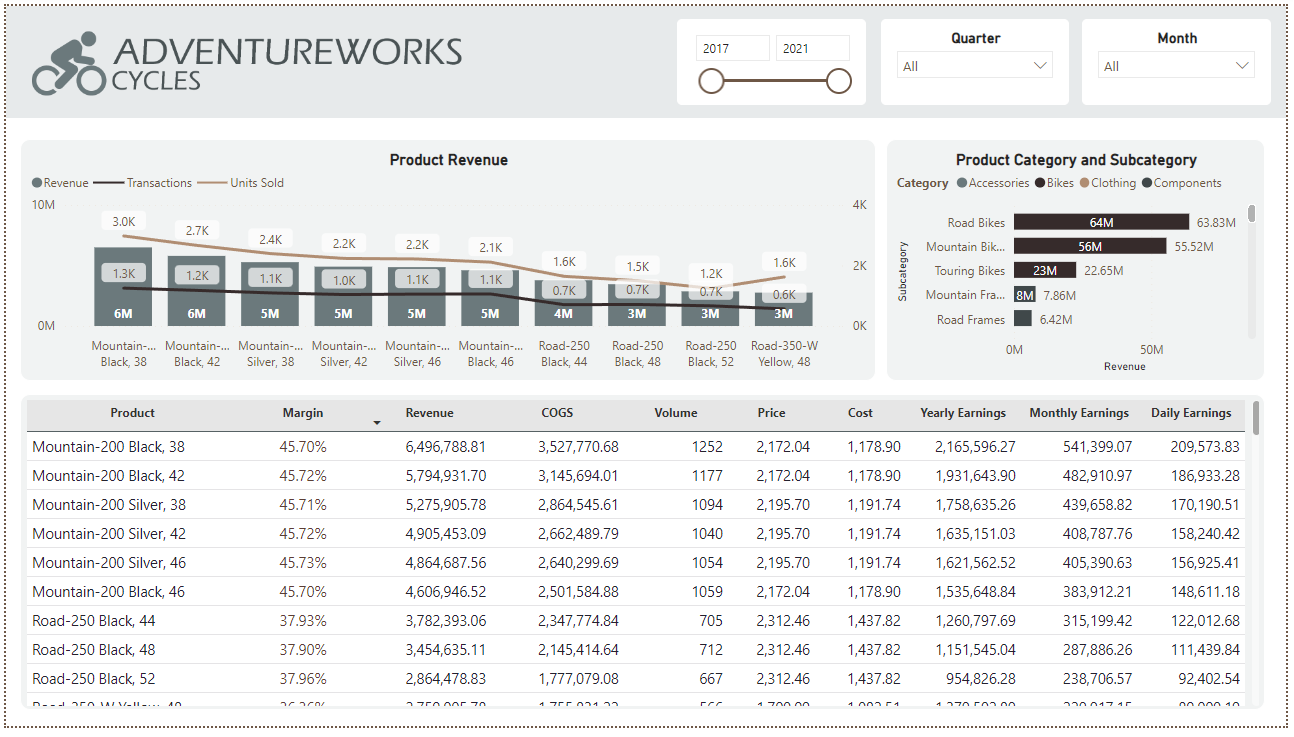 ADVENTUREWORKS
CYCLES
2017 2021
Quarter
All
Month
All
Product Revenue
Revenue Transactions Units Sold
10M
0M
4K
2K
0K
3.0K 2.7K 2.4K 2.2K 2.2K 2.1K 1.6K 1.5K 1.2K 1.6K
1.3K 1.2K 1.1K 1.0K 1.1K 1.1K 0.7K 0.7K 0.7K 0.6K
6M 6M 5M 5M 5M 5M 4M 3M 3M 3M
Mountain-... Mountain-... Mountain-... Mountain-... Mountain-... Mountain-... Road-250 Road-250 Road-250 Road-350-W
Black, 38 Black, 42 Silver, 38 Silver, 42 Silver, 46 Black, 46 Black, 44 Black, 48 Black, 52 Yellow, 48
Product Category and Subcategory
Category Accessories Bikes Clothing Components
Subcategory
Road Bikes 64M 63.83M
Mountain Bik... 56M 55.52M
Touring Bikes 23M 22.65M
Mountain Fra... 8M 7.86M
Road Frames 6.42M
0M 50M
Revenue
Product Margin Revenue COGS Volume Price Cost Yearly Earnings Monthly Earnings Daily Earnings
Mountain-200 Black, 38 45.70% 6,496,788.81 3,527,770.68 1252 2,172.04 1,178.90 2,165,596.27 541,399.07 209,573.83
Mountain-200 Black, 42 45.72% 5,794,931.70 3,145,694.01 1177 2,172.04 1,178.90 1,931,643.90 482,910.97 186,933.28
Mountain-200 Silver, 38 45.71% 5,275,905.78 2,864,545.61 1094 2,195.70 1,191.74 1,758,635.26 439,658.82 170,190.51
Mountain-200 Silver, 42 45.72% 4,905,453.09 2,662,489.79 1040 2,195.70 1,191.74 1,635,151.03 408,787.76 158,240.42
Mountain-200 Silver, 46 45.73% 4,864,687.56 2,640,299.69 1054 2,195.70 1,191.74 1,621,562.52 405,390.63 156,925.41
Mountain-200 Black, 46 45.70% 4,606,946.52 2,501,584.88 1059 2,172.04 1,178.90 1,535,648.84 383,912.21 148,611.18
Road-250 Black, 44 37.93% 3,782,393.06 2,347,774.84 705 2,312.46 1,437.82 1,260,797.69 315,199.42 122,012.68
Road-250 Black, 48 37.90% 3,454,635.11 2,145,414.64 712 2,312.46 1,437.82 1,151,545.04 287,886.26 111,439.84
Road-250 Black, 52 37.96% 2,864,478.83 1,777,079.08 667 2,312.46 1,437.82 954,826.28 238,706.57 92,402.54